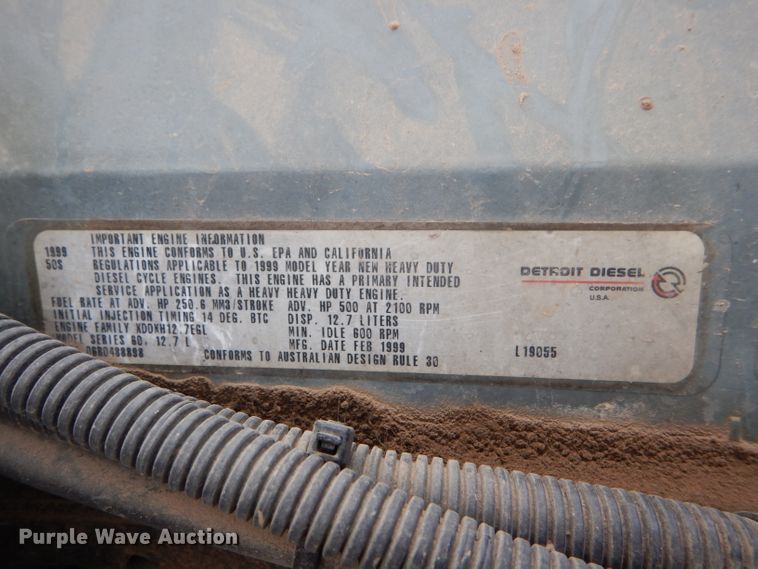 IMPORTANT ENGINE INFORMATION
1999 THIS ENGINE CONFORMS TO U.S. EPA AND CALIFORNIA
50S REGULATIONS APPLICABLE TO 1999 MODEL YEAR NEW HEAVY DUTY
DIESEL CYCLE ENGINES. THIS ENGINE HAS A PRIMARY INTENDED
SERVICE APPLICATION AS A HEAVY HEAVY DUTY ENGINE.
FUEL RATE AT ADV. HP 250.6 MM3/STROKE ADV. HP 500 AT 2100 RPM
INITIAL INJECTION TIMING 14 DEG. BTC DISP. 12.7 LITERS
ENGINE FAMILY XDDXH12.7EGL MIN. IDLE 600 RPM
MODEL SERIES 60, 12.7 L MFG. DATE FEB 1999
CONFORMS TO AUSTRALIAN DESIGN RULE 30
DETROIT DIESEL
CORPORATION
U.S.A.
L19055
Purple Wave Auction